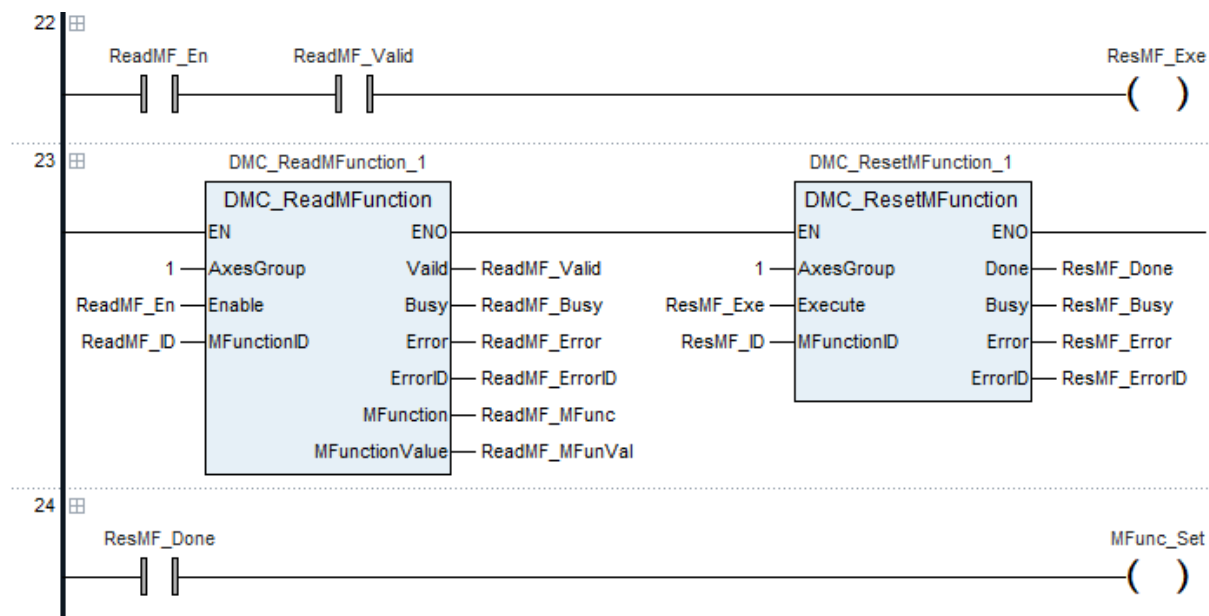 22
ReadMF_En ReadMF_Valid ResMF_Exe
( )
23
DMC_ReadMFunction_1 DMC_ResetMFunction_1
DMC_ReadMFunction DMC_ResetMFunction
EN ENO EN ENO
1 AxesGroup Vaild ReadMF_Valid 1 AxesGroup Done ResMF_Done
ReadMF_En Enable Busy ReadMF_Busy ResMF_Exe Execute Busy ResMF_Busy
ReadMF_ID MFunctionID Error ReadMF_Error ResMF_ID MFunctionID Error ResMF_Error
ErrorID ReadMF_ErrorID ErrorID ResMF_ErrorID
MFunction ReadMF_MFunc
MFunctionValue ReadMF_MFunVal
24
ResMF_Done MFunc_Set
( )